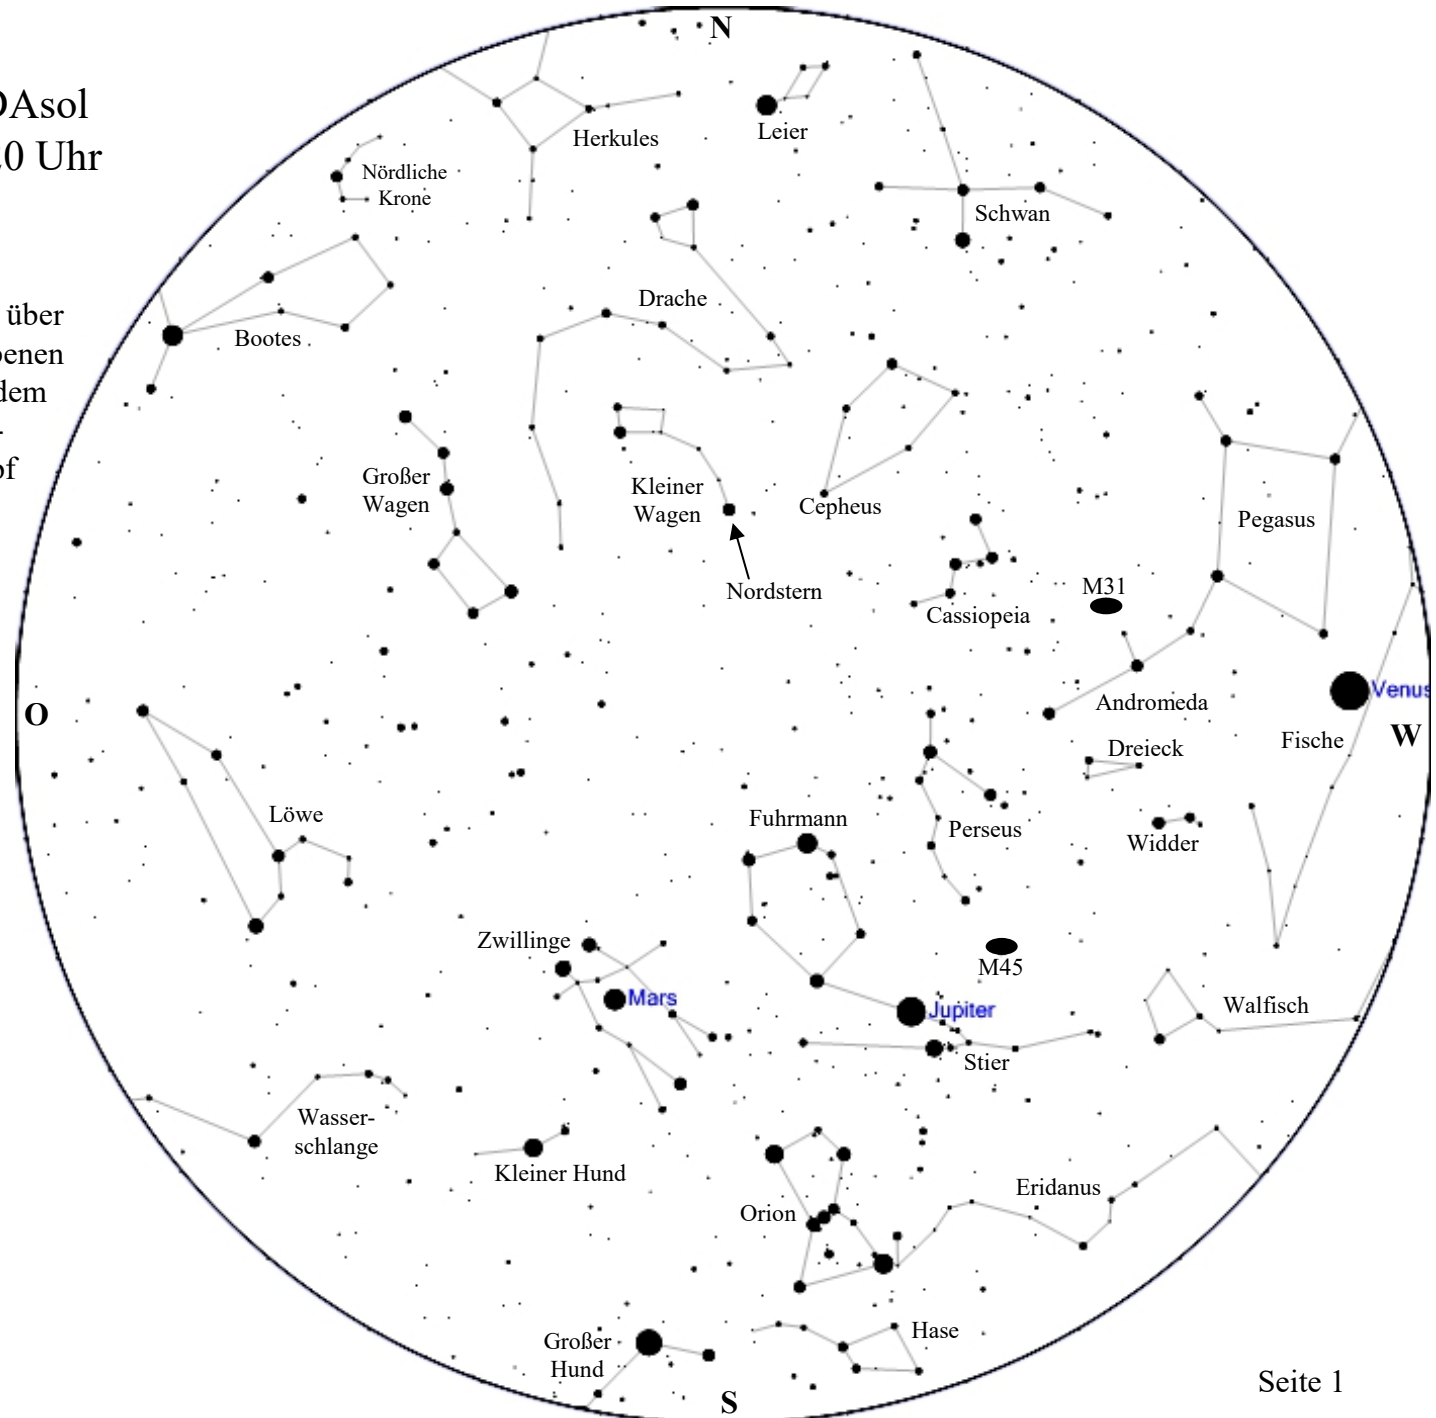 N
DAsol
20 Uhr
Leier
Herkules
Nördliche
Krone
Schwan
Drache
über
benen
dem
-
of
Bootes
Großer
Wagen
Kleiner
Wagen
Cepheus
Pegasus
Nordstern
M31
Cassiopeia
Venus
Andromeda
O
W
Fische
Dreieck
Löwe
Fuhrmann
Perseus
Widder
Zwillinge
M45
Mars
Jupiter
Walfisch
Stier
Wasser-
schlange
Kleiner Hund
Eridanus
Orion
Hase
Großer
Hund
Seite 1
S